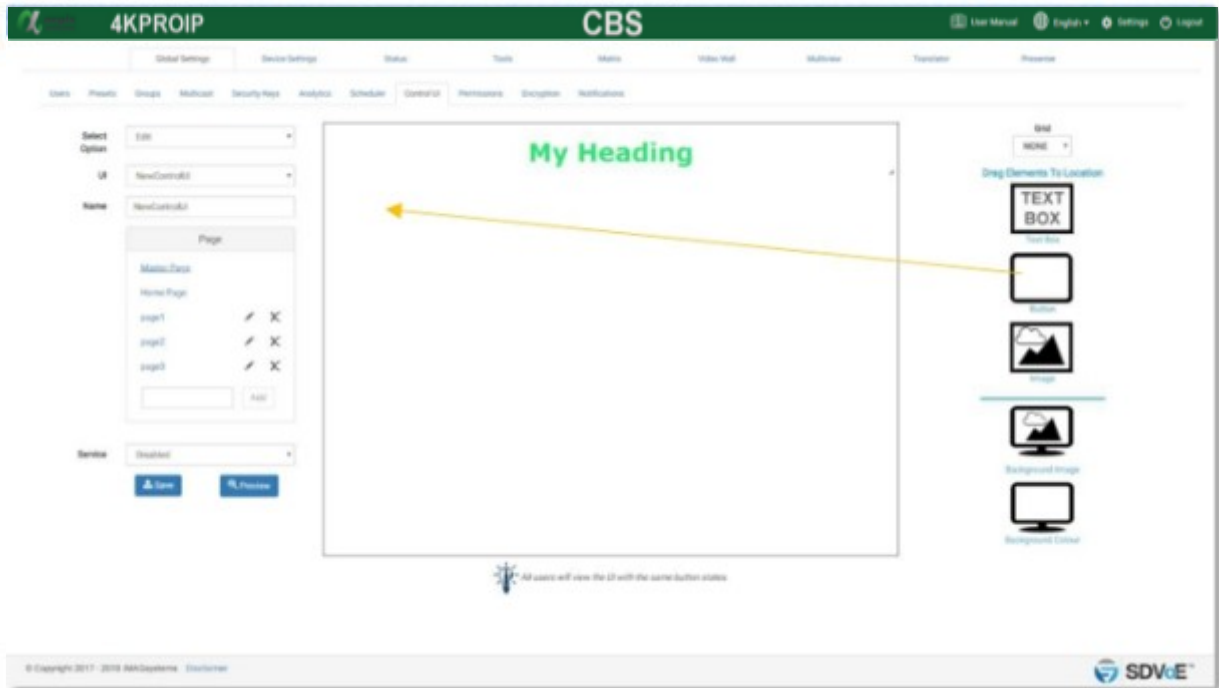 4KPROIP
CBS
User Manual English Settings Logout
Global Settings Device Settings Status Tools Matrix Video Wall Multiview Translator
Users Presets Groups Multicast Security Keys Analytics Scheduler Control UI Permissions Encryption Notifications
Select Option
Edit
UI
NewControlUI
Name
NewControlUI
Page
Master Page
Home Page
page1
page2
page3
Add
Service
Disabled
Save
Preview
My Heading
Grid
NONE
Drag Elements To Location
TEXT
BOX
Text Box
Button
Image
Background Image
Background Colour
All users will view the UI with the same button states.
© Copyright 2017 - 2018 IMAGsystems Disclaimer
SDVoE